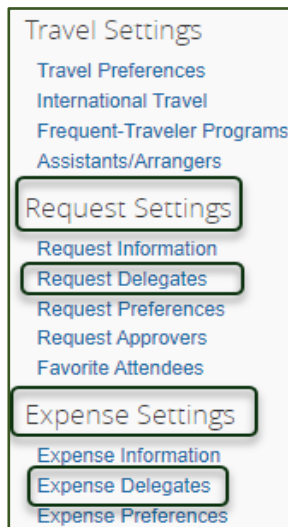 Travel Settings
Travel Preferences
International Travel
Frequent-Traveler Programs
Assistants/Arrangers
Request Settings
Request Information
Request Delegates
Request Preferences
Request Approvers
Favorite Attendees
Expense Settings
Expense Information
Expense Delegates
Expense Preferences